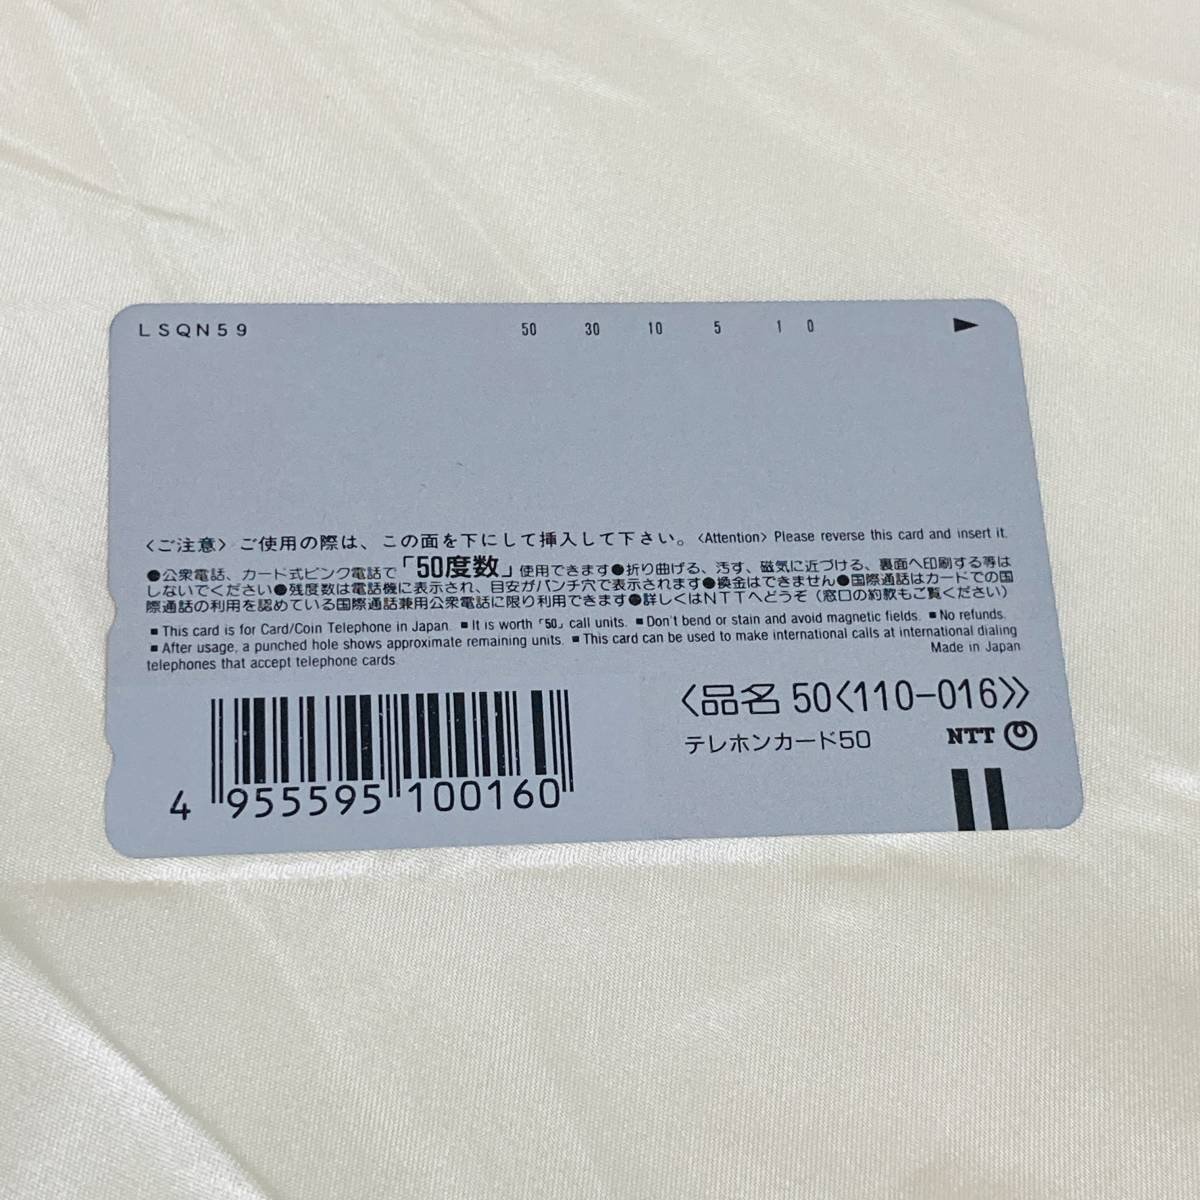 LSQN59 50 30 10 5 1 0 ►
〈ご注意〉ご使用の際は、この面を下にして挿入して下さい。〈Attention〉Please reverse this card and insert it.
●公衆電話、カード式ピンク電話で「50度数」使用できます●折り曲げる、汚す、磁気に近づける、裏面へ印刷する等は
しないでください●残度数は電話機に表示され、目安がパンチ穴で表示されます●換金はできません●国際通話はカードでの国
際通話の利用を認めている国際通話兼用公衆電話に限り利用できます●詳しくはNTTへどうぞ（窓口の約款もご覧ください）
■ This card is for Card/Coin Telephone in Japan. ■ It is worth「50」call units. ■ Don't bend or stain and avoid magnetic fields. ■ No refunds.
■ After usage, a punched hole shows approximate remaining units. ■ This card can be used to make international calls at international dialing
telephones that accept telephone cards. Made in Japan
〈品名 50〈110-016〉〉
テレホンカード50 NTT
4 955595 100160